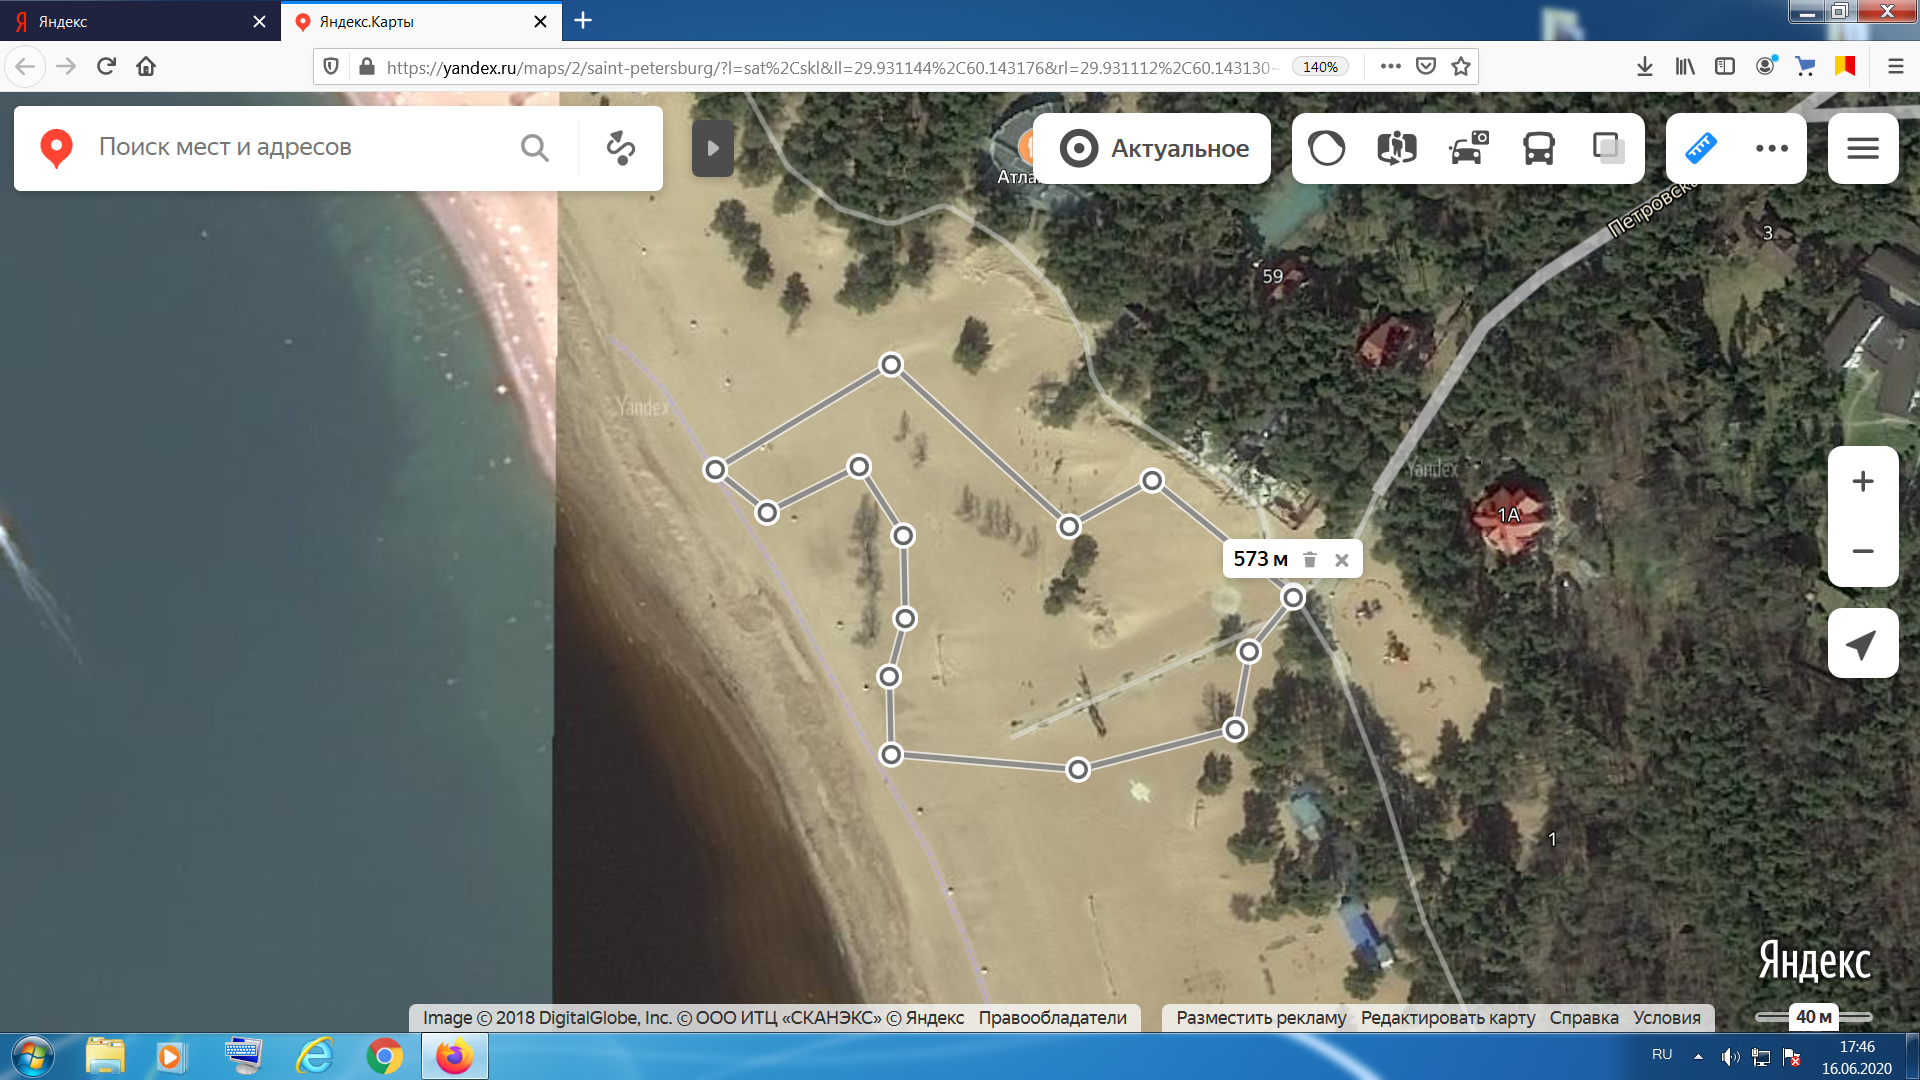 Яндекс
Яндекс.Карты
https://yandex.ru/maps/2/saint-petersburg/?l=sat%2Cskl&ll=29.931144%2C60.143176&rl=29.931112%2C60.143130~
140%
Поиск мест и адресов
Актуальное
Атла
Петровска
3
59
Yandex
Yandex
1А
573 м
1
Яндекс
Image © 2018 DigitalGlobe, Inc. © ООО ИТЦ «СКАНЭКС» © Яндекс Правообладатели
Разместить рекламу Редактировать карту Справка Условия
40 м
RU
17:46
16.06.2020